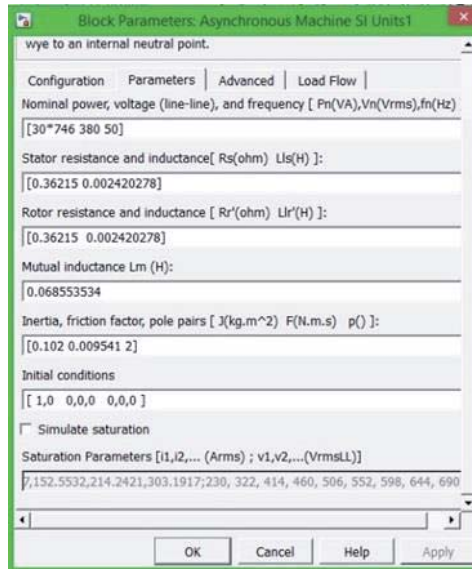 Block Parameters: Asynchronous Machine SI Units1
wye to an internal neutral point.
Configuration Parameters Advanced Load Flow
Nominal power, voltage (line-line), and frequency [ Pn(VA),Vn(Vrms),fn(Hz)
[30*746 380 50]
Stator resistance and inductance[ Rs(ohm) Lls(H) ]:
[0.36215 0.002420278]
Rotor resistance and inductance [ Rr'(ohm) Llr'(H) ]:
[0.36215 0.002420278]
Mutual inductance Lm (H):
0.068553534
Inertia, friction factor, pole pairs [ J(kg.m^2) F(N.m.s) p() ]:
[0.102 0.009541 2]
Initial conditions
[ 1,0 0,0,0 0,0,0 ]
Simulate saturation
Saturation Parameters [i1,i2,... (Arms) ; v1,v2,...(VrmsLL)]
7,152.5532,214.2421,303.1917;230, 322, 414, 460, 506, 552, 598, 644, 690
OK Cancel Help Apply